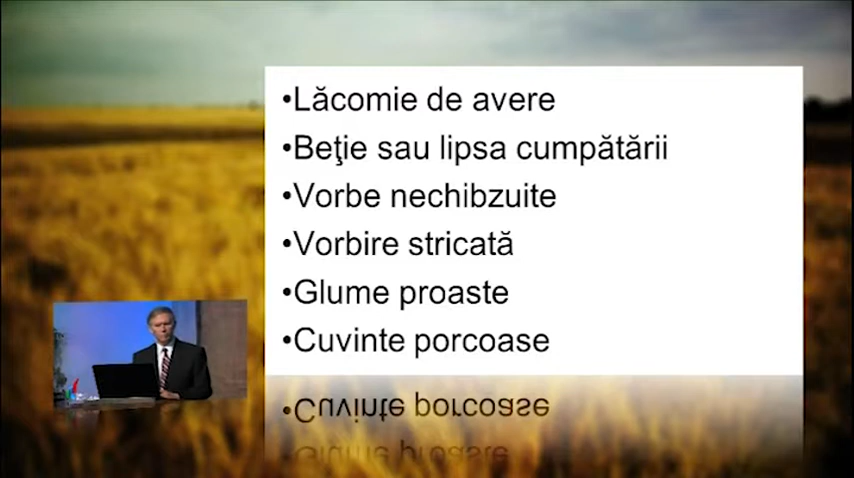 •Lăcomie de avere
•Beţie sau lipsa cumpătării
•Vorbe nechibzuite
•Vorbire stricată
•Glume proaste
•Cuvinte porcoase